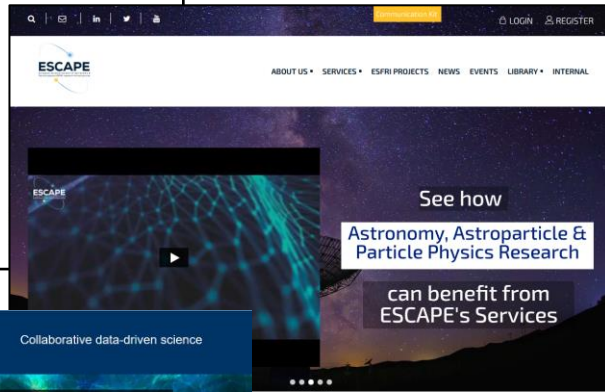 Communication Kit
LOGIN REGISTER
ESCAPE
ABOUT US SERVICES ESFRI PROJECTS NEWS EVENTS LIBRARY INTERNAL
ESCAPE
See how
Astronomy, Astroparticle &
Particle Physics Research
can benefit from
ESCAPE's Services
Collaborative data-driven science